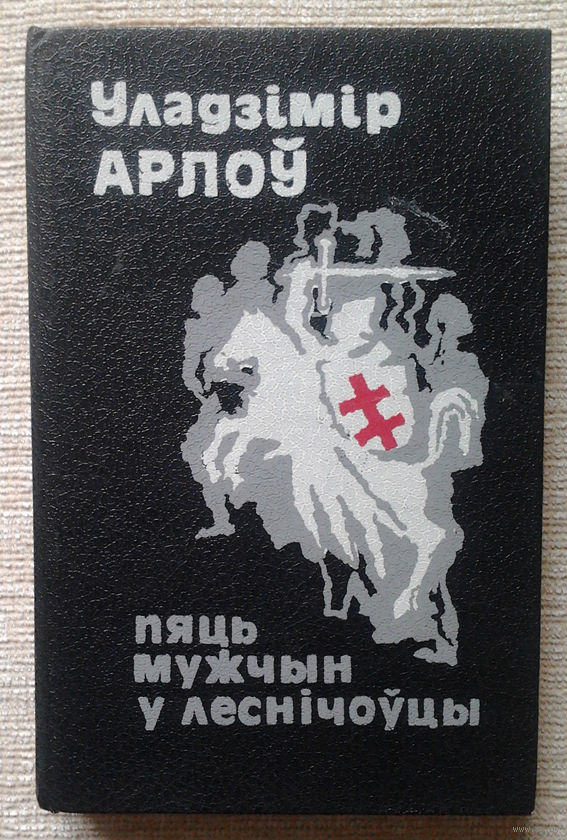 Уладзімір
АРЛОЎ
пяць
мужчын
у леснічоўцы